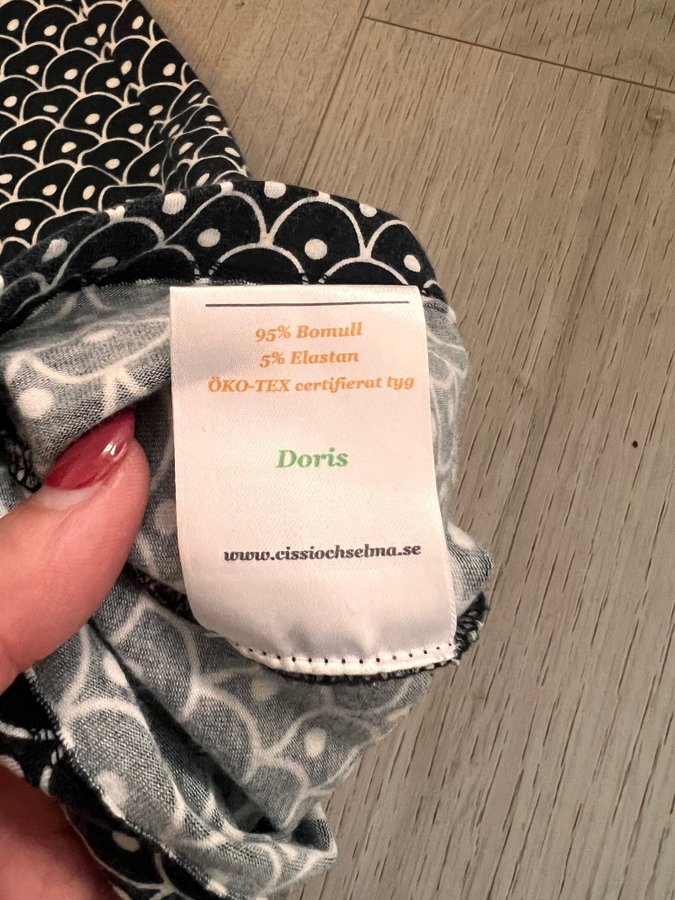 95% Bomull
5% Elastan
ÖKO-TEX certifierat tyg
Doris
www.cissiochselma.se